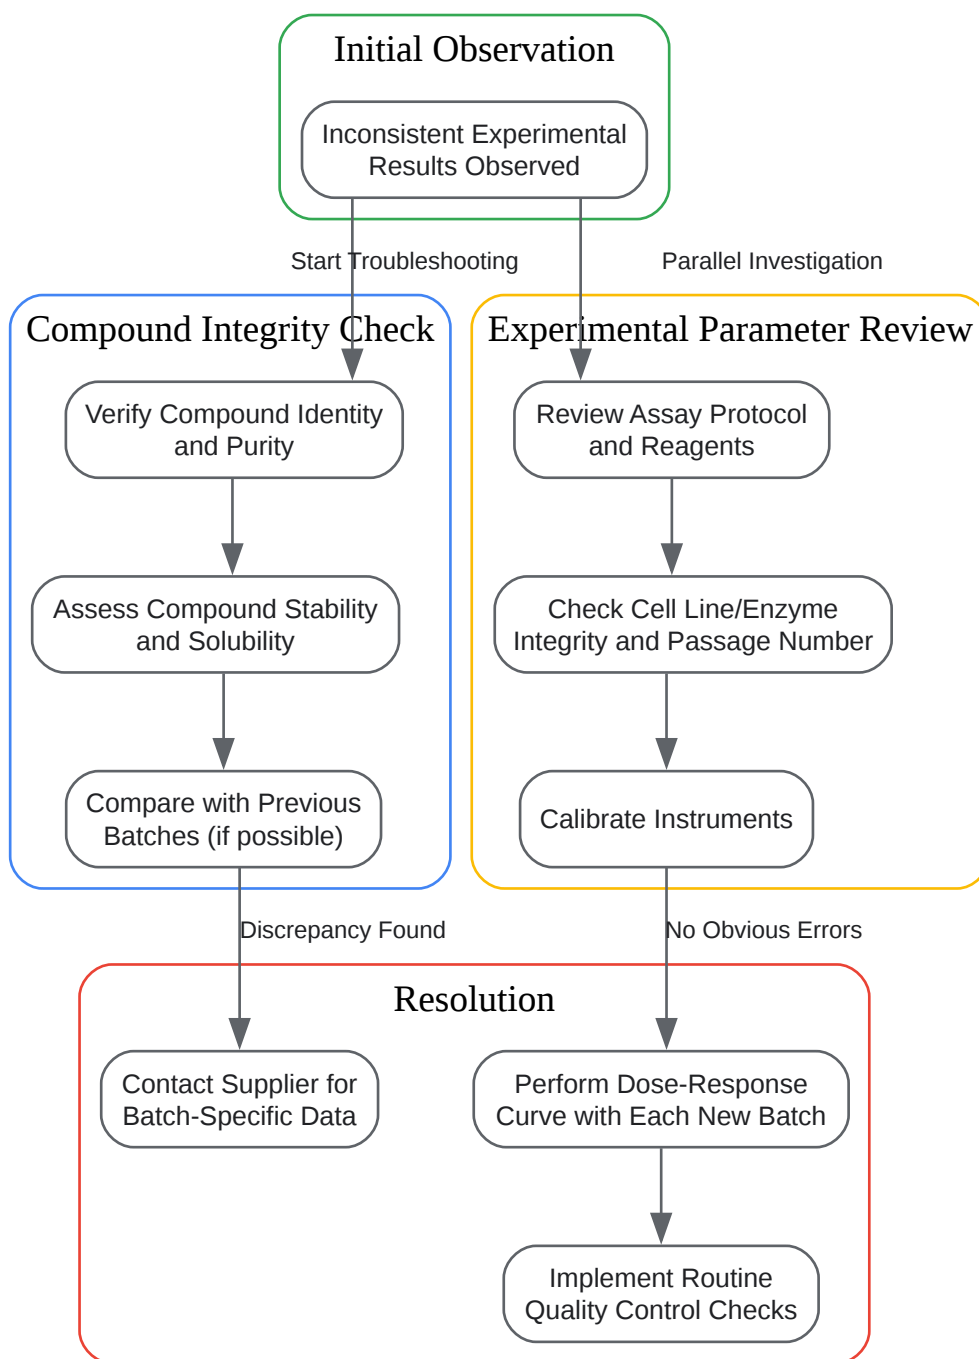 Initial Observation
Inconsistent Experimental
Results Observed
Start Troubleshooting
Parallel Investigation
Compound Integrity Check
Verify Compound Identity
and Purity
Assess Compound Stability
and Solubility
Compare with Previous
Batches (if possible)
Experimental Parameter Review
Review Assay Protocol
and Reagents
Check Cell Line/Enzyme
Integrity and Passage Number
Calibrate Instruments
Discrepancy Found
No Obvious Errors
Resolution
Contact Supplier for
Batch-Specific Data
Perform Dose-Response
Curve with Each New Batch
Implement Routine
Quality Control Checks